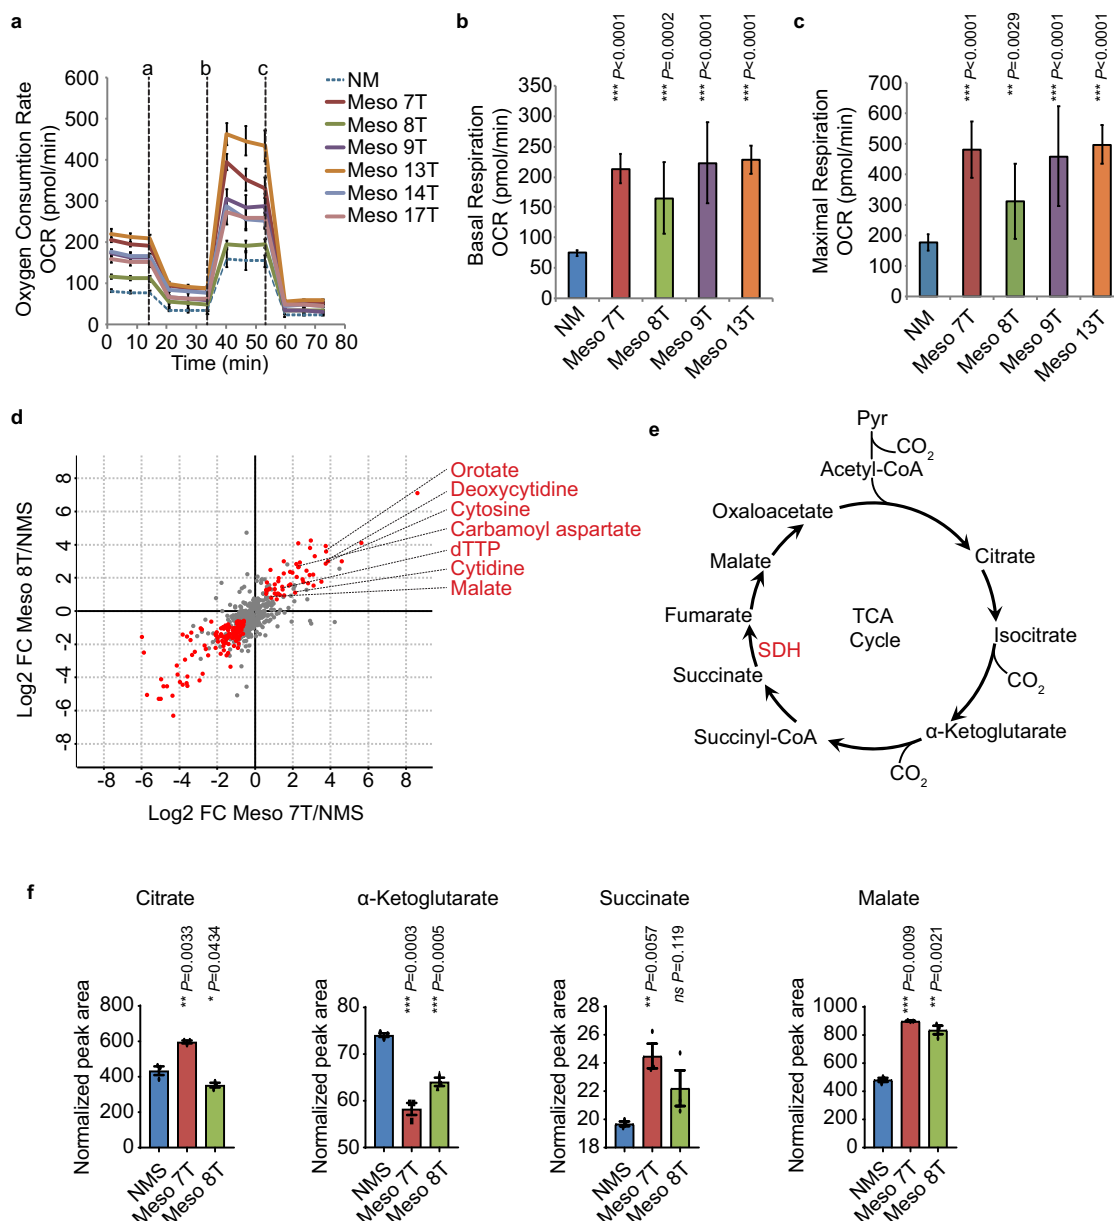 a
Oxygen Consumtion Rate
OCR (pmol/min)
600
500
400
300
200
100
0
a
b
c
0 10 20 30 40 50 60 70 80
Time (min)
NM
Meso 7T
Meso 8T
Meso 9T
Meso 13T
Meso 14T
Meso 17T
b
Basal Respiration
OCR (pmol/min)
350
300
250
200
150
100
50
0
*** P<0.0001
*** P=0.0002
*** P<0.0001
*** P<0.0001
NM
Meso 7T
Meso 8T
Meso 9T
Meso 13T
c
Maximal Respiration
OCR (pmol/min)
700
600
500
400
300
200
100
0
*** P<0.0001
** P=0.0029
*** P<0.0001
*** P<0.0001
NM
Meso 7T
Meso 8T
Meso 9T
Meso 13T
d
Log2 FC Meso 8T/NMS
8
6
4
2
0
-2
-4
-6
-8
-8 -6 -4 -2 0 2 4 6 8
Log2 FC Meso 7T/NMS
Orotate
Deoxycytidine
Cytosine
Carbamoyl aspartate
dTTP
Cytidine
Malate
e
Pyr
CO2
Acetyl-CoA
Oxaloacetate
Citrate
Malate
Fumarate
TCA
Cycle
Isocitrate
SDH
CO2
Succinate
Succinyl-CoA
α-Ketoglutarate
CO2
f
Citrate
Normalized peak area
800
600
400
200
0
** P=0.0033
* P=0.0434
NMS
Meso 7T
Meso 8T
α-Ketoglutarate
Normalized peak area
80
70
60
50
*** P=0.0003
*** P=0.0005
NMS
Meso 7T
Meso 8T
Succinate
Normalized peak area
28
26
24
22
20
18
** P=0.0057
ns P=0.119
NMS
Meso 7T
Meso 8T
Malate
Normalized peak area
1000
800
600
400
200
0
*** P=0.0009
** P=0.0021
NMS
Meso 7T
Meso 8T